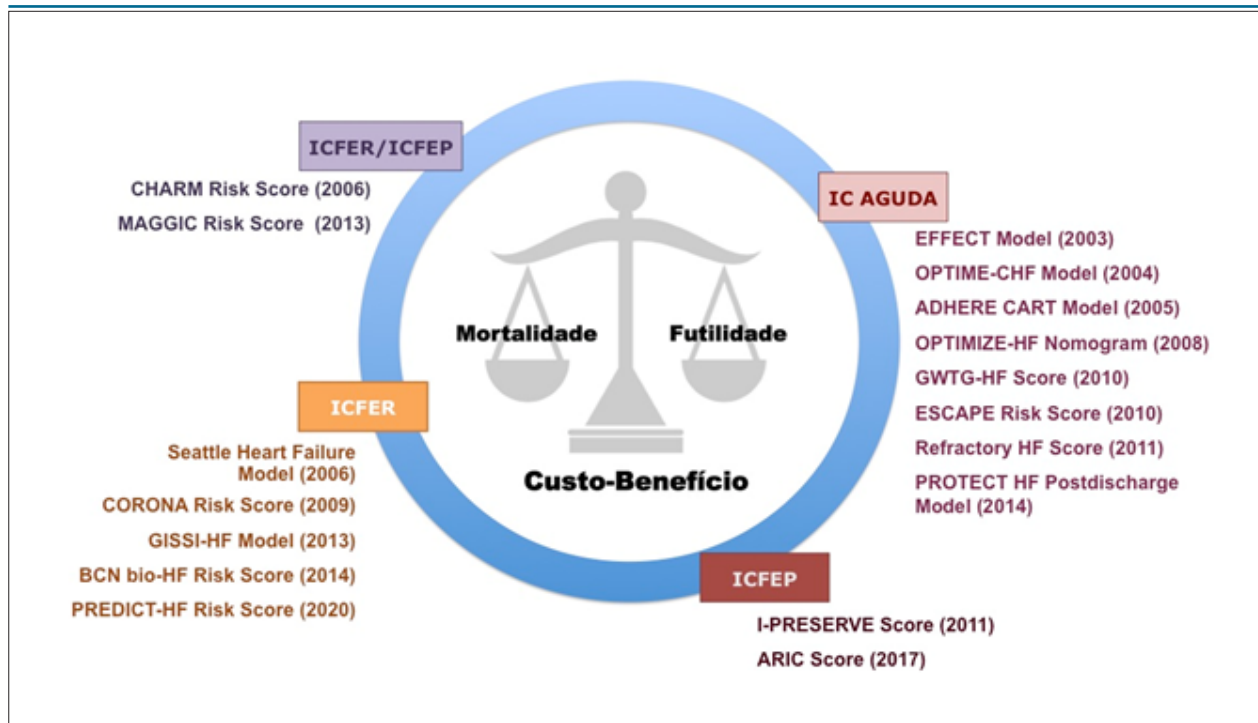 ICFER/ICFEP
CHARM Risk Score (2006)
MAGGIC Risk Score (2013)
IC AGUDA
EFFECT Model (2003)
OPTIME-CHF Model (2004)
ADHERE CART Model (2005)
OPTIMIZE-HF Nomogram (2008)
GWTG-HF Score (2010)
ESCAPE Risk Score (2010)
Refractory HF Score (2011)
PROTECT HF Postdischarge
Model (2014)
Mortalidade
Futilidade
Custo-Benefício
ICFER
Seattle Heart Failure
Model (2006)
CORONA Risk Score (2009)
GISSI-HF Model (2013)
BCN bio-HF Risk Score (2014)
PREDICT-HF Risk Score (2020)
ICFEP
I-PRESERVE Score (2011)
ARIC Score (2017)